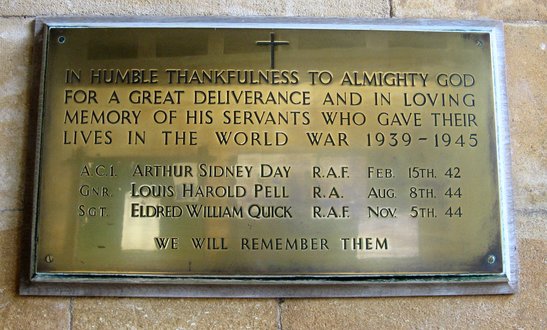 IN HUMBLE THANKFULNESS TO ALMIGHTY GOD
FOR A GREAT DELIVERANCE AND IN LOVING
MEMORY OF HIS SERVANTS WHO GAVE THEIR
LIVES IN THE WORLD WAR 1939-1945
A.C.1. ARTHUR SIDNEY DAY R.A.F. FEB. 15TH. 42
GNR. LOUIS HAROLD PELL R.A. AUG. 8TH. 44
SGT. ELDRED WILLIAM QUICK R.A.F. NOV. 5TH. 44
WE WILL REMEMBER THEM